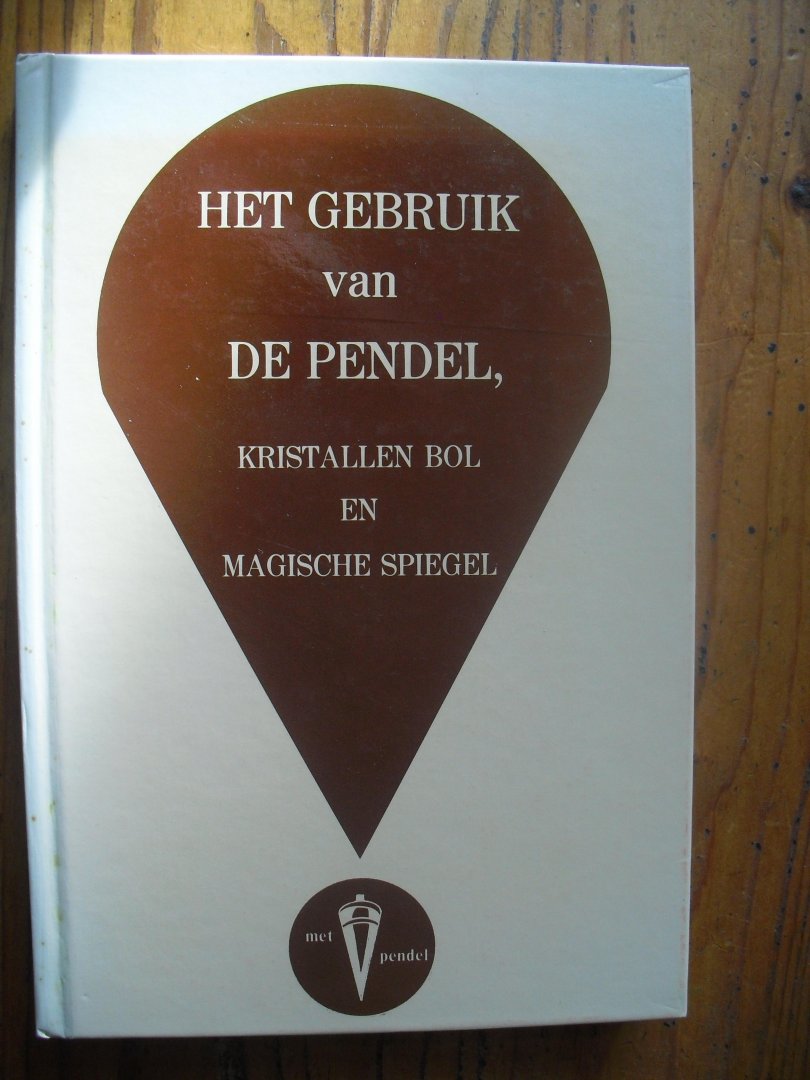 HET GEBRUIK
van
DE PENDEL,
KRISTALLEN BOL
EN
MAGISCHE SPIEGEL
met
pendel